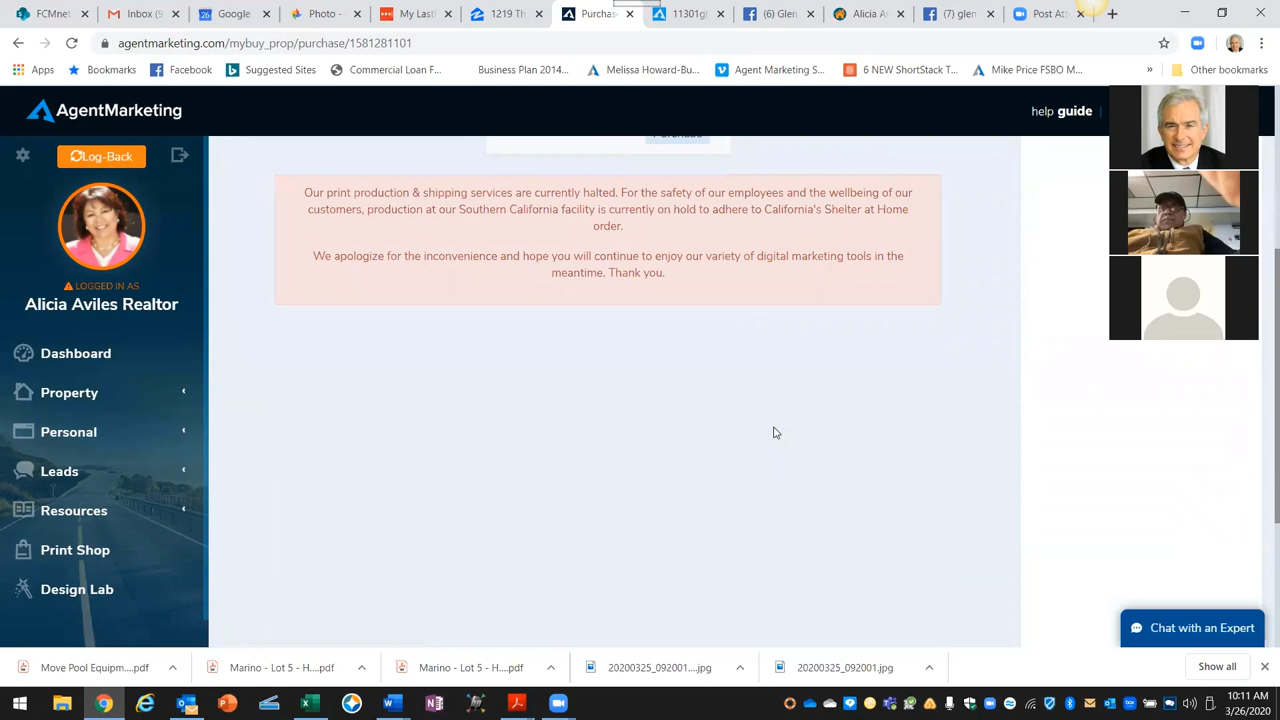 FCMnet
Inbox (9
26 Google
Photo -
My LastP
1219 Th
Purchas
11301gl
(6) Glen
Alicia Av
(7) glen
Post Att
agentmarketing.com/mybuy_prop/purchase/1581281101
Apps Bookmarks Facebook Suggested Sites Commercial Loan F... Business Plan 2014... Melissa Howard-Bu... Agent Marketing S... 6 NEW ShortStack T... Mike Price FSBO M... » Other bookmarks
AgentMarketing
help guide
Log-Back
LOGGED IN AS
Alicia Aviles Realtor
Dashboard
Property
Personal
Leads
Resources
Print Shop
Design Lab
Our print production & shipping services are currently halted. For the safety of our employees and the wellbeing of our
customers, production at our Southern California facility is currently on hold to adhere to California's Shelter at Home
order.
We apologize for the inconvenience and hope you will continue to enjoy our variety of digital marketing tools in the
meantime. Thank you.
Chat with an Expert
Move Pool Equipm....pdf
Marino - Lot 5 - H....pdf
Marino - Lot 5 - H....pdf
20200325_092001....jpg
20200325_092001.jpg
Show all
10:11 AM
3/26/2020